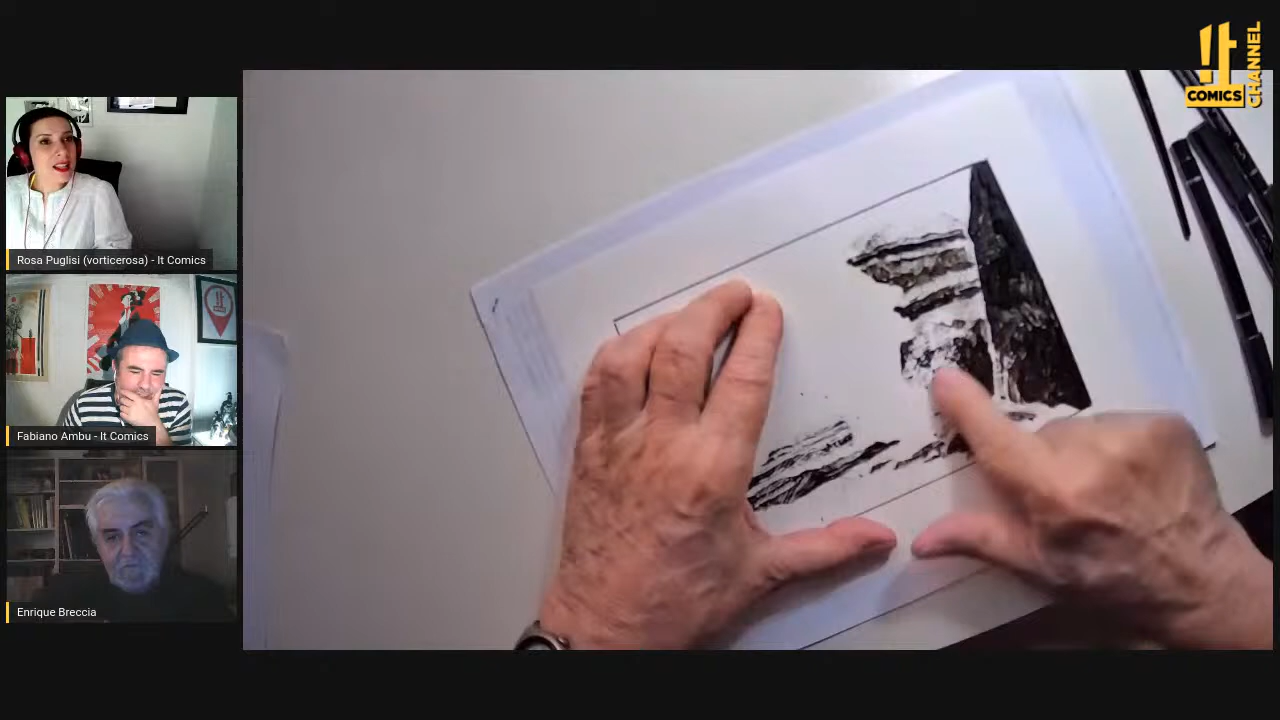 It
COMICS
CHANNEL
Rosa Puglisi (vorticerosa) - It Comics
Fabiano Ambu - It Comics
Enrique Breccia